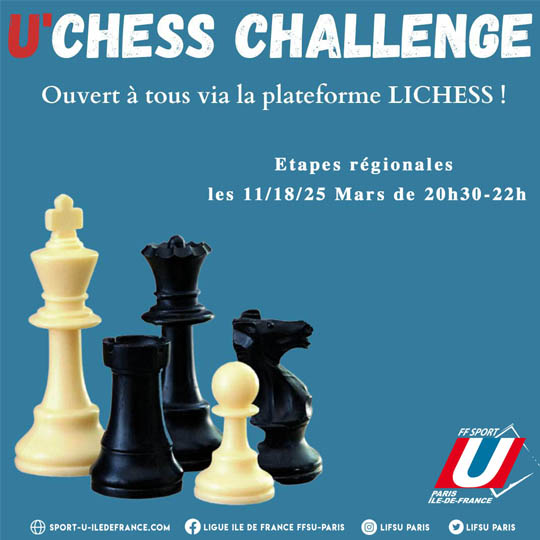 U'CHESS CHALLENGE
Ouvert à tous via la plateforme LICHESS !
Etapes régionales
les 11/18/25 Mars de 20h30-22h
FF SPORT
U
PARIS
ÎLE-DE-FRANCE
SPORT-U-ILEDEFRANCE.COM LIGUE ILE DE FRANCE FFSU-PARIS LIFSU PARIS LIFSU PARIS